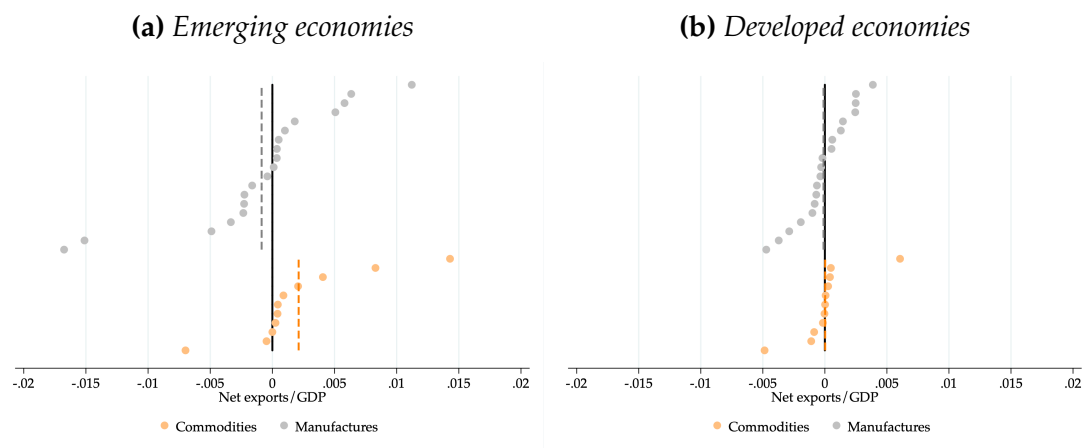 (a) Emerging economies
-.02 -.015 -.01 -.005 0 .005 .01 .015 .02
Net exports/GDP
Commodities Manufactures
(b) Developed economies
-.02 -.015 -.01 -.005 0 .005 .01 .015 .02
Net exports/GDP
Commodities Manufactures